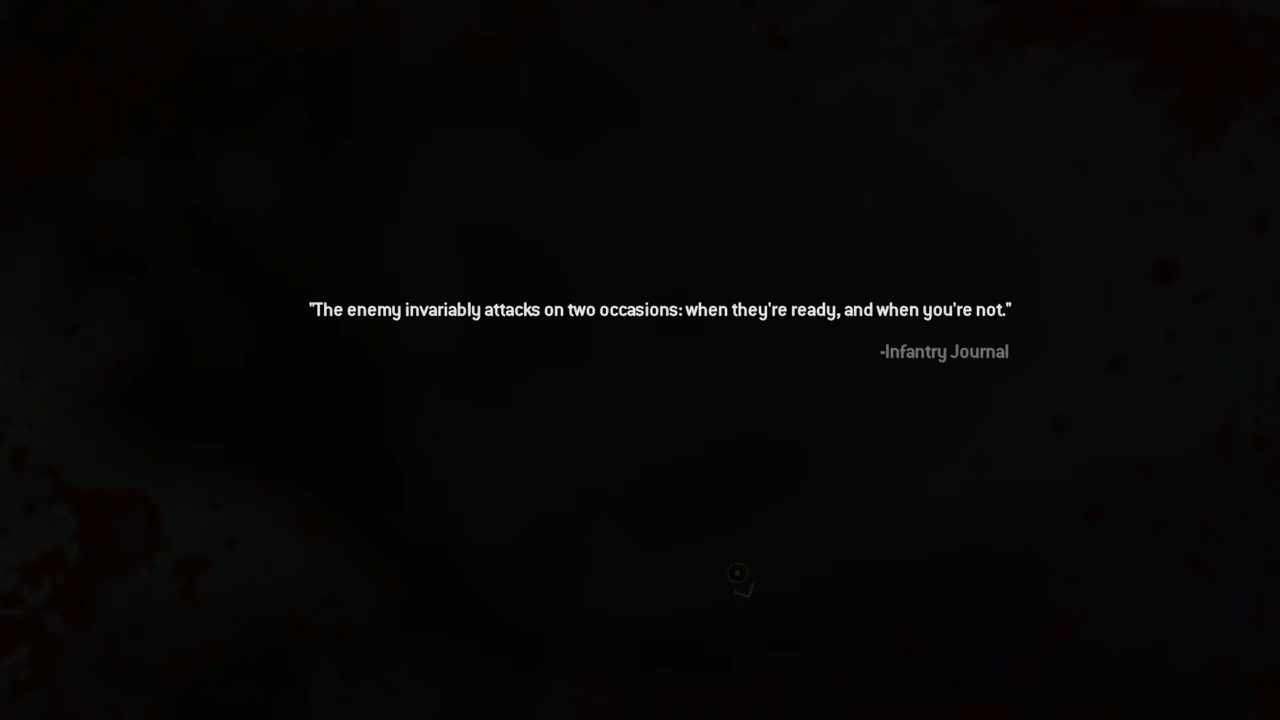 "The enemy invariably attacks on two occasions: when they're ready, and when you're not."
-Infantry Journal